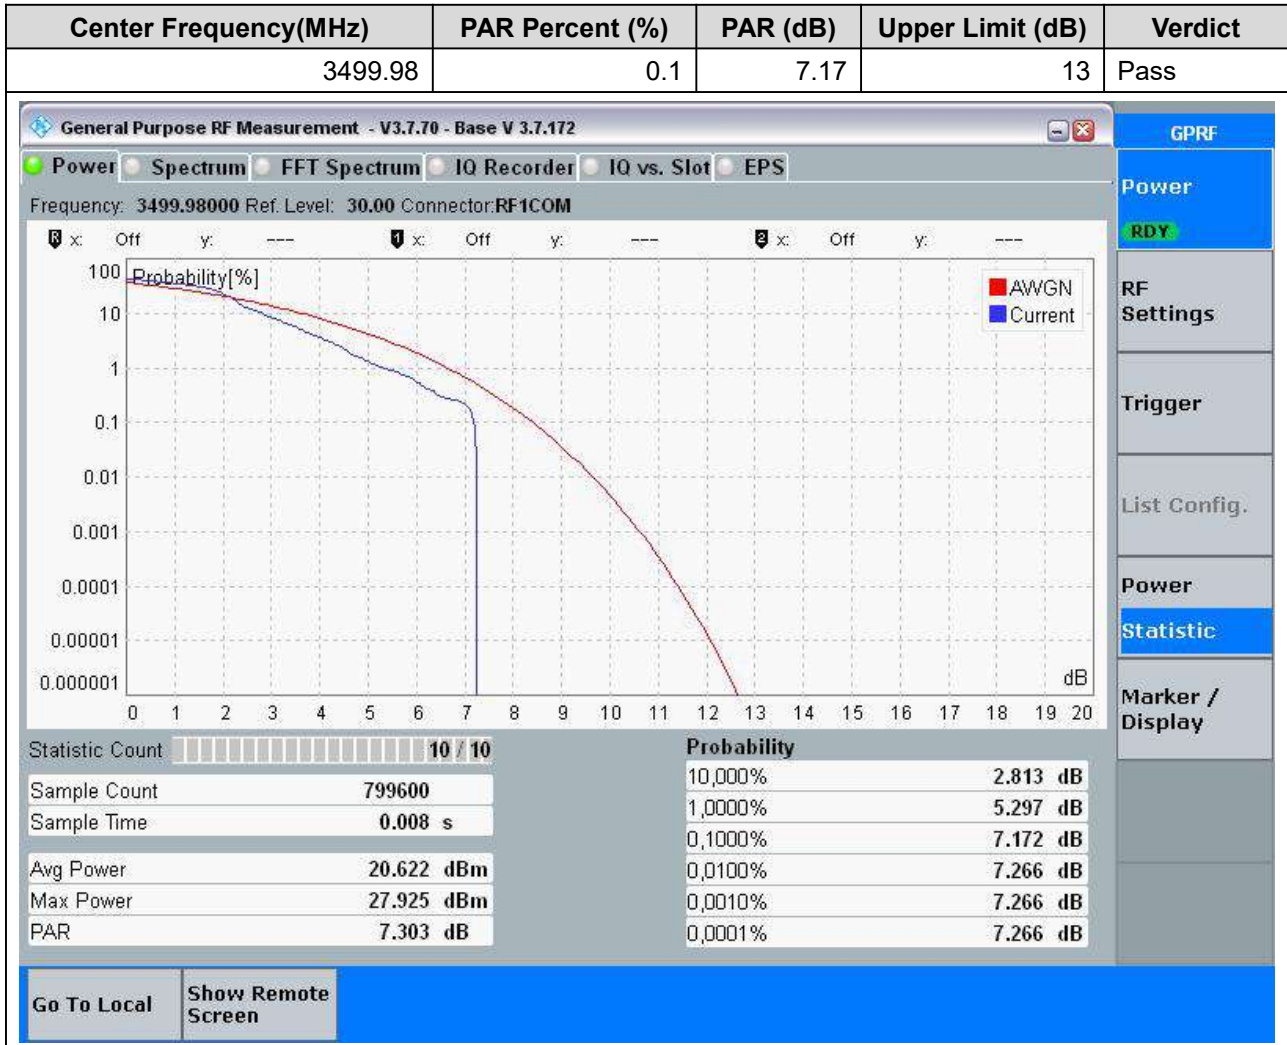 Center Frequency(MHz) PAR Percent (%) PAR (dB) Upper Limit (dB) Verdict
3499.98 0.1 7.17 13 Pass
General Purpose RF Measurement - V3.7.70 - Base V 3.7.172
GPRF
Power Spectrum FFT Spectrum IQ Recorder IQ vs. Slot EPS
Frequency: 3499.98000 Ref. Level: 30.00 Connector:RF1COM
R x: Off y: --- 1 x: Off y: --- 2 x: Off y: ---
Probability[%]
AWGN
Current
100
10
1
0.1
0.01
0.001
0.0001
0.00001
0.000001
dB
0 1 2 3 4 5 6 7 8 9 10 11 12 13 14 15 16 17 18 19 20
Statistic Count 10 / 10
Sample Count 799600
Sample Time 0.008 s
Avg Power 20.622 dBm
Max Power 27.925 dBm
PAR 7.303 dB
Probability
10,000% 2.813 dB
1,0000% 5.297 dB
0,1000% 7.172 dB
0,0100% 7.266 dB
0,0010% 7.266 dB
0,0001% 7.266 dB
Power
RDY
RF
Settings
Trigger
List Config.
Power
Statistic
Marker /
Display
Go To Local
Show Remote
Screen